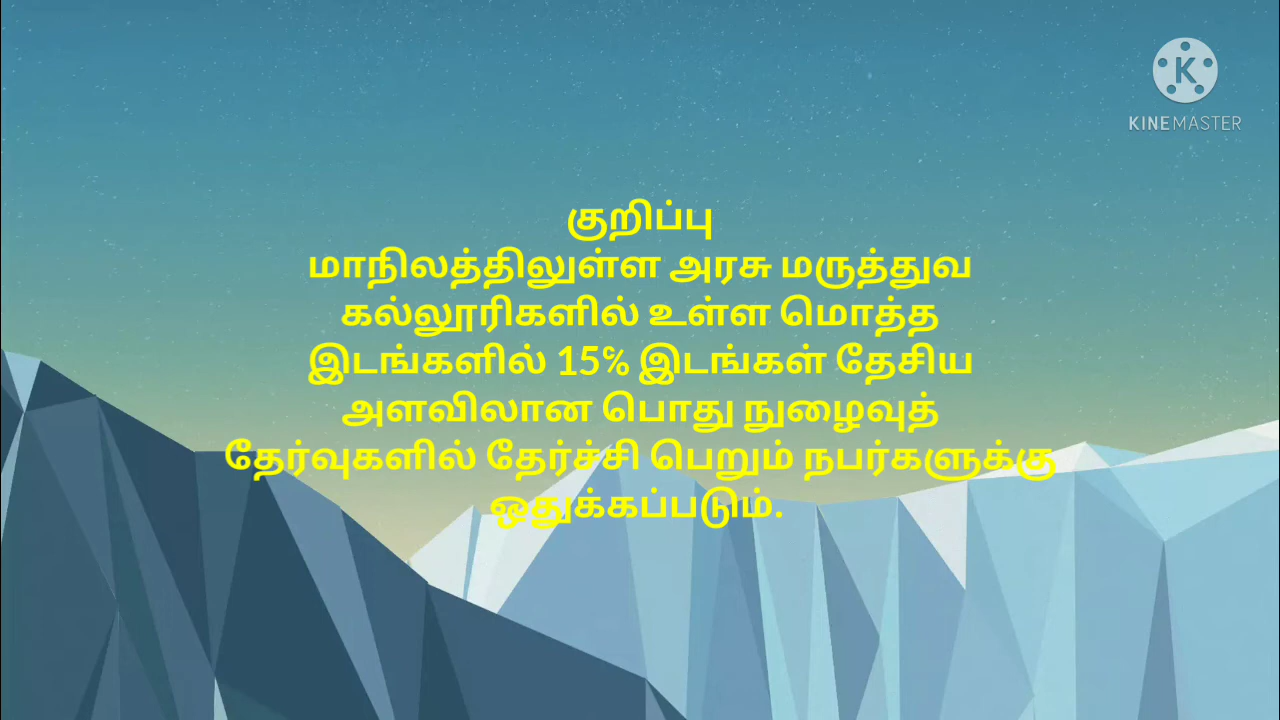 KINEMASTER
குறிப்பு
மாநிலத்திலுள்ள அரசு மருத்துவ
கல்லூரிகளில் உள்ள மொத்த
இடங்களில் 15% இடங்கள் தேசிய
அளவிலான பொது நுழைவுத்
தேர்வுகளில் தேர்ச்சி பெறும் நபர்களுக்கு
ஒதுக்கப்படும்.